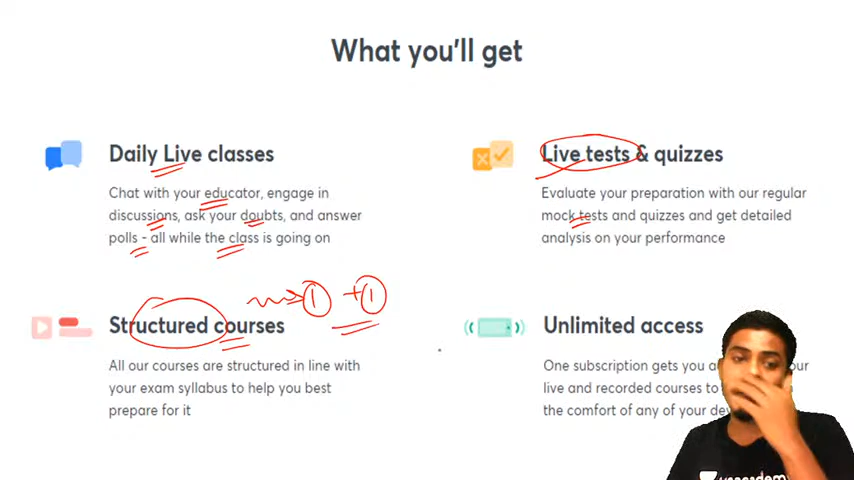 What you'll get
Daily Live classes
Chat with your educator, engage in
discussions, ask your doubts, and answer
polls - all while the class is going on
Live tests & quizzes
Evaluate your preparation with our regular
mock tests and quizzes and get detailed
analysis on your performance
1 +1
Structured courses
All our courses are structured in line with
your exam syllabus to help you best
prepare for it
Unlimited access
One subscription gets you
live and recorded courses to
the comfort of any of your